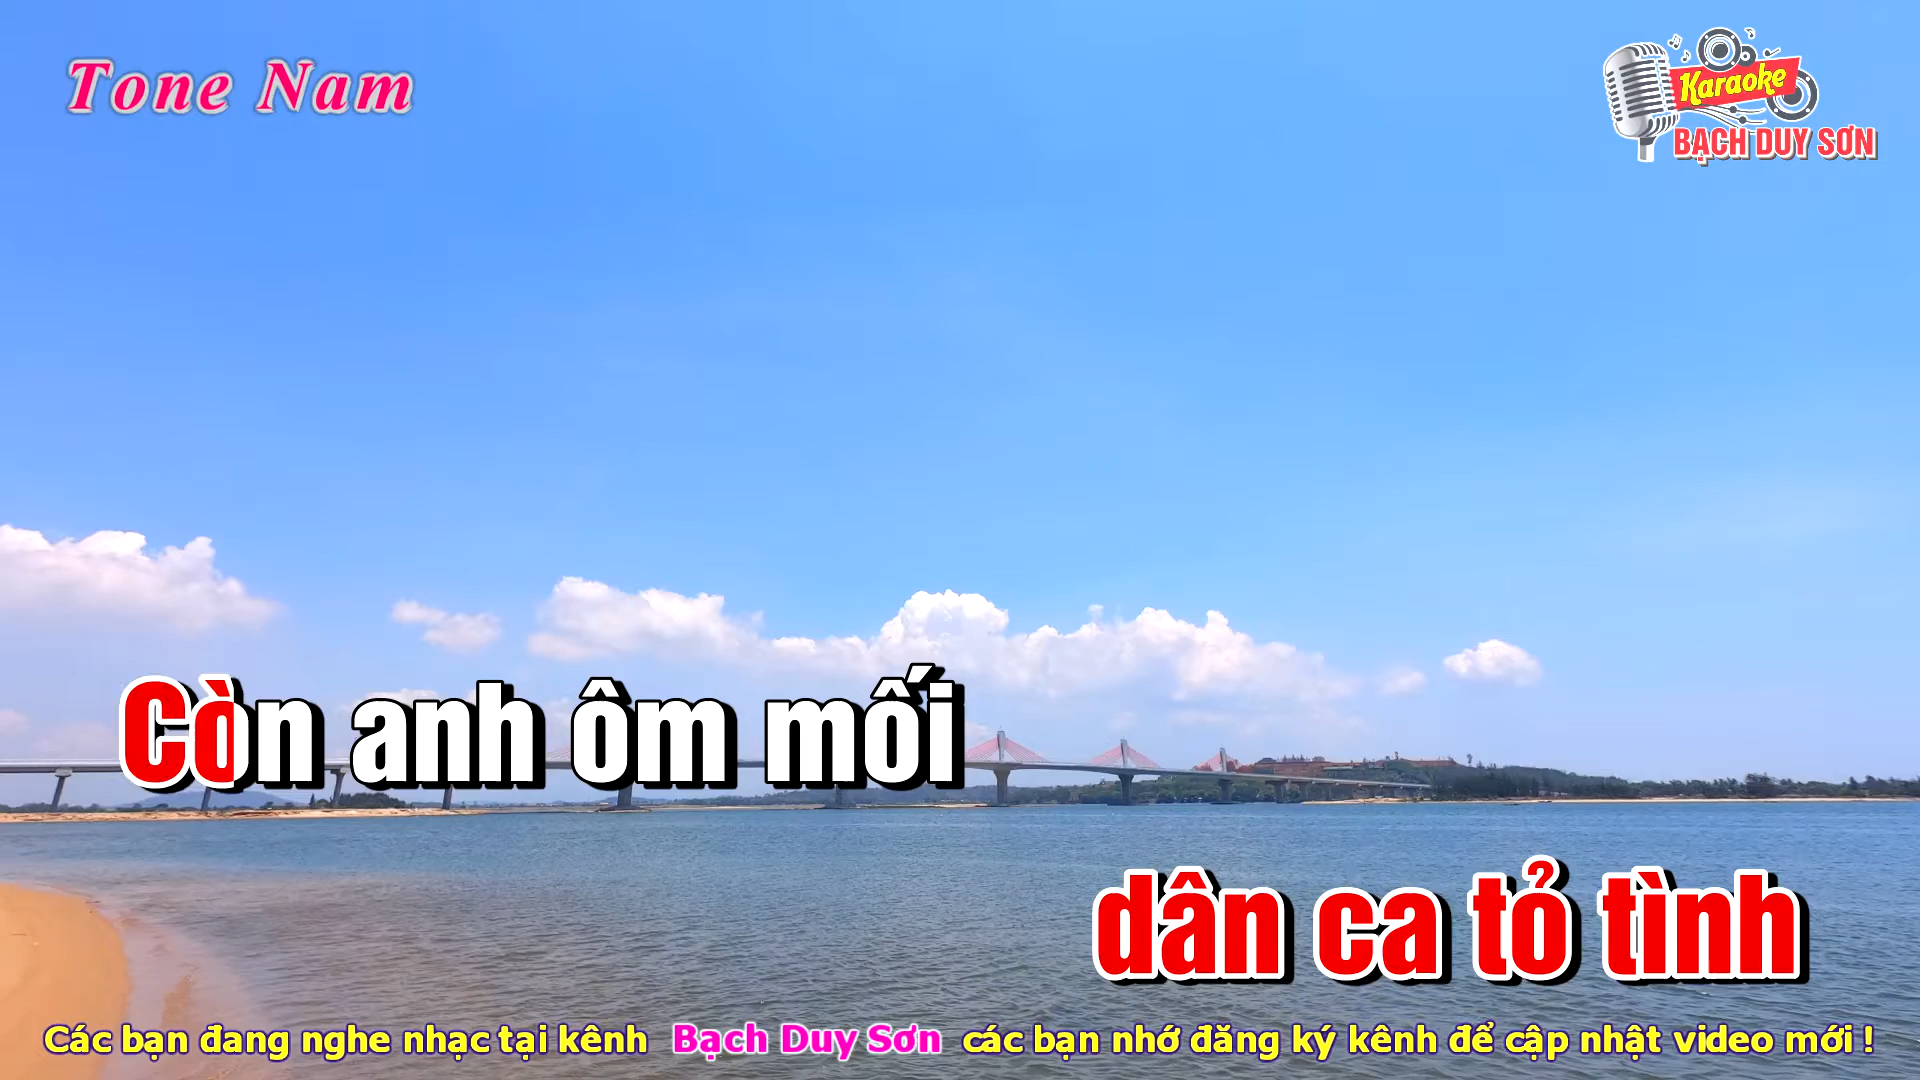 Tone Nam
Karaoke
BẠCH DUY SƠN
Còn anh ôm mối
dân ca tỏ tình
Các bạn đang nghe nhạc tại kênh Bạch Duy Sơn các bạn nhớ đăng ký kênh để cập nhật video mới !